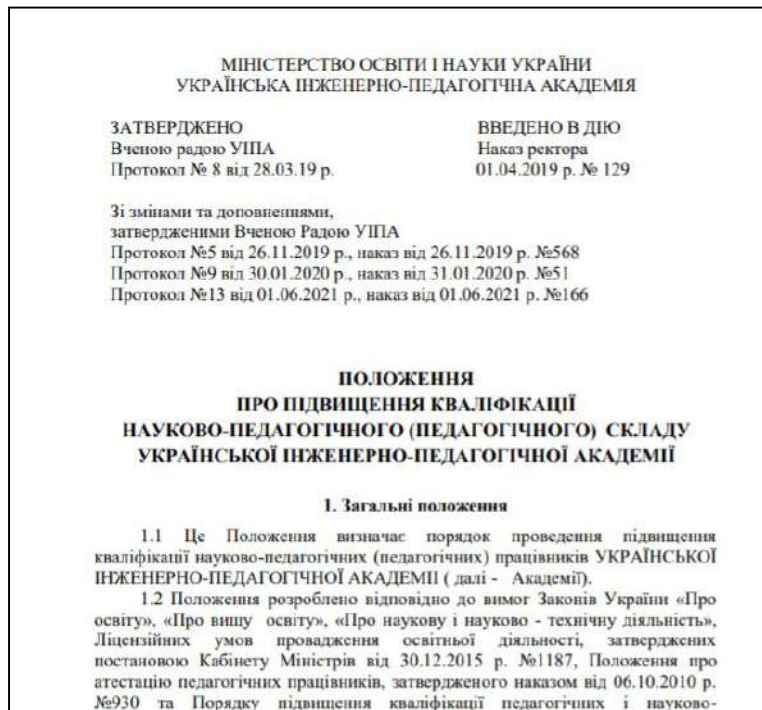 МІНІСТЕРСТВО ОСВІТИ І НАУКИ УКРАЇНИ
УКРАЇНСЬКА ІНЖЕНЕРНО-ПЕДАГОГІЧНА АКАДЕМІЯ
ЗАТВЕРДЖЕНО
Вченою радою УІПА
Протокол № 8 від 28.03.19 р.
ВВЕДЕНО В ДІЮ
Наказ ректора
01.04.2019 р. № 129
Зі змінами та доповненнями,
затвердженими Вченою Радою УІПА
Протокол №5 від 26.11.2019 р., наказ від 26.11.2019 р. №568
Протокол №9 від 30.01.2020 р., наказ від 31.01.2020 р. №51
Протокол №13 від 01.06.2021 р., наказ від 01.06.2021 р. №166
ПОЛОЖЕННЯ
ПРО ПІДВИЩЕННЯ КВАЛІФІКАЦІЇ
НАУКОВО-ПЕДАГОГІЧНОГО (ПЕДАГОГІЧНОГО) СКЛАДУ
УКРАЇНСЬКОЇ ІНЖЕНЕРНО-ПЕДАГОГІЧНОЇ АКАДЕМІЇ
1. Загальні положення
1.1 Це Положення визначає порядок проведення підвищення
кваліфікації науково-педагогічних (педагогічних) працівників УКРАЇНСЬКОЇ
ІНЖЕНЕРНО-ПЕДАГОГІЧНОЇ АКАДЕМІЇ ( далі - Академії).
1.2 Положення розроблено відповідно до вимог Законів України «Про
освіту», «Про вищу освіту», «Про наукову і науково - технічну діяльність»,
Ліцензійних умов провадження освітньої діяльності, затверджених
постановою Кабінету Міністрів від 30.12.2015 р. №1187, Положення про
атестацію педагогічних працівників, затвердженого наказом від 06.10.2010 р.
№930 та Порядку підвищення кваліфікації педагогічних і науково-